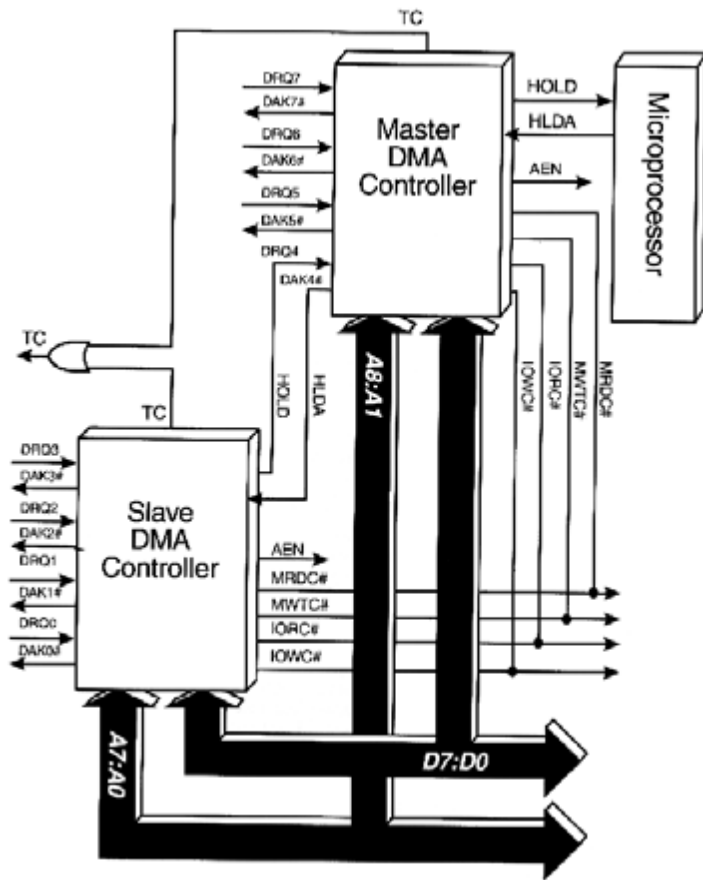 TC
DRQ7
DAK7#
DRQ6
DAK6#
DRQ5
DAK5#
DRQ4
DAK4#
Master
DMA
Controller
HOLD
HLDA
AEN
Microprocessor
TC
TC
HOLD
HLDA
A8:A1
IOWC#
IORC#
MWTC#
MRDC#
DRQ3
DAK3#
DRQ2
DAK2#
DRQ1
DAK1#
DRQ0
DAK0#
Slave
DMA
Controller
AEN
MRDC#
MWTC#
IORC#
IOWC#
A7:A0
D7:D0